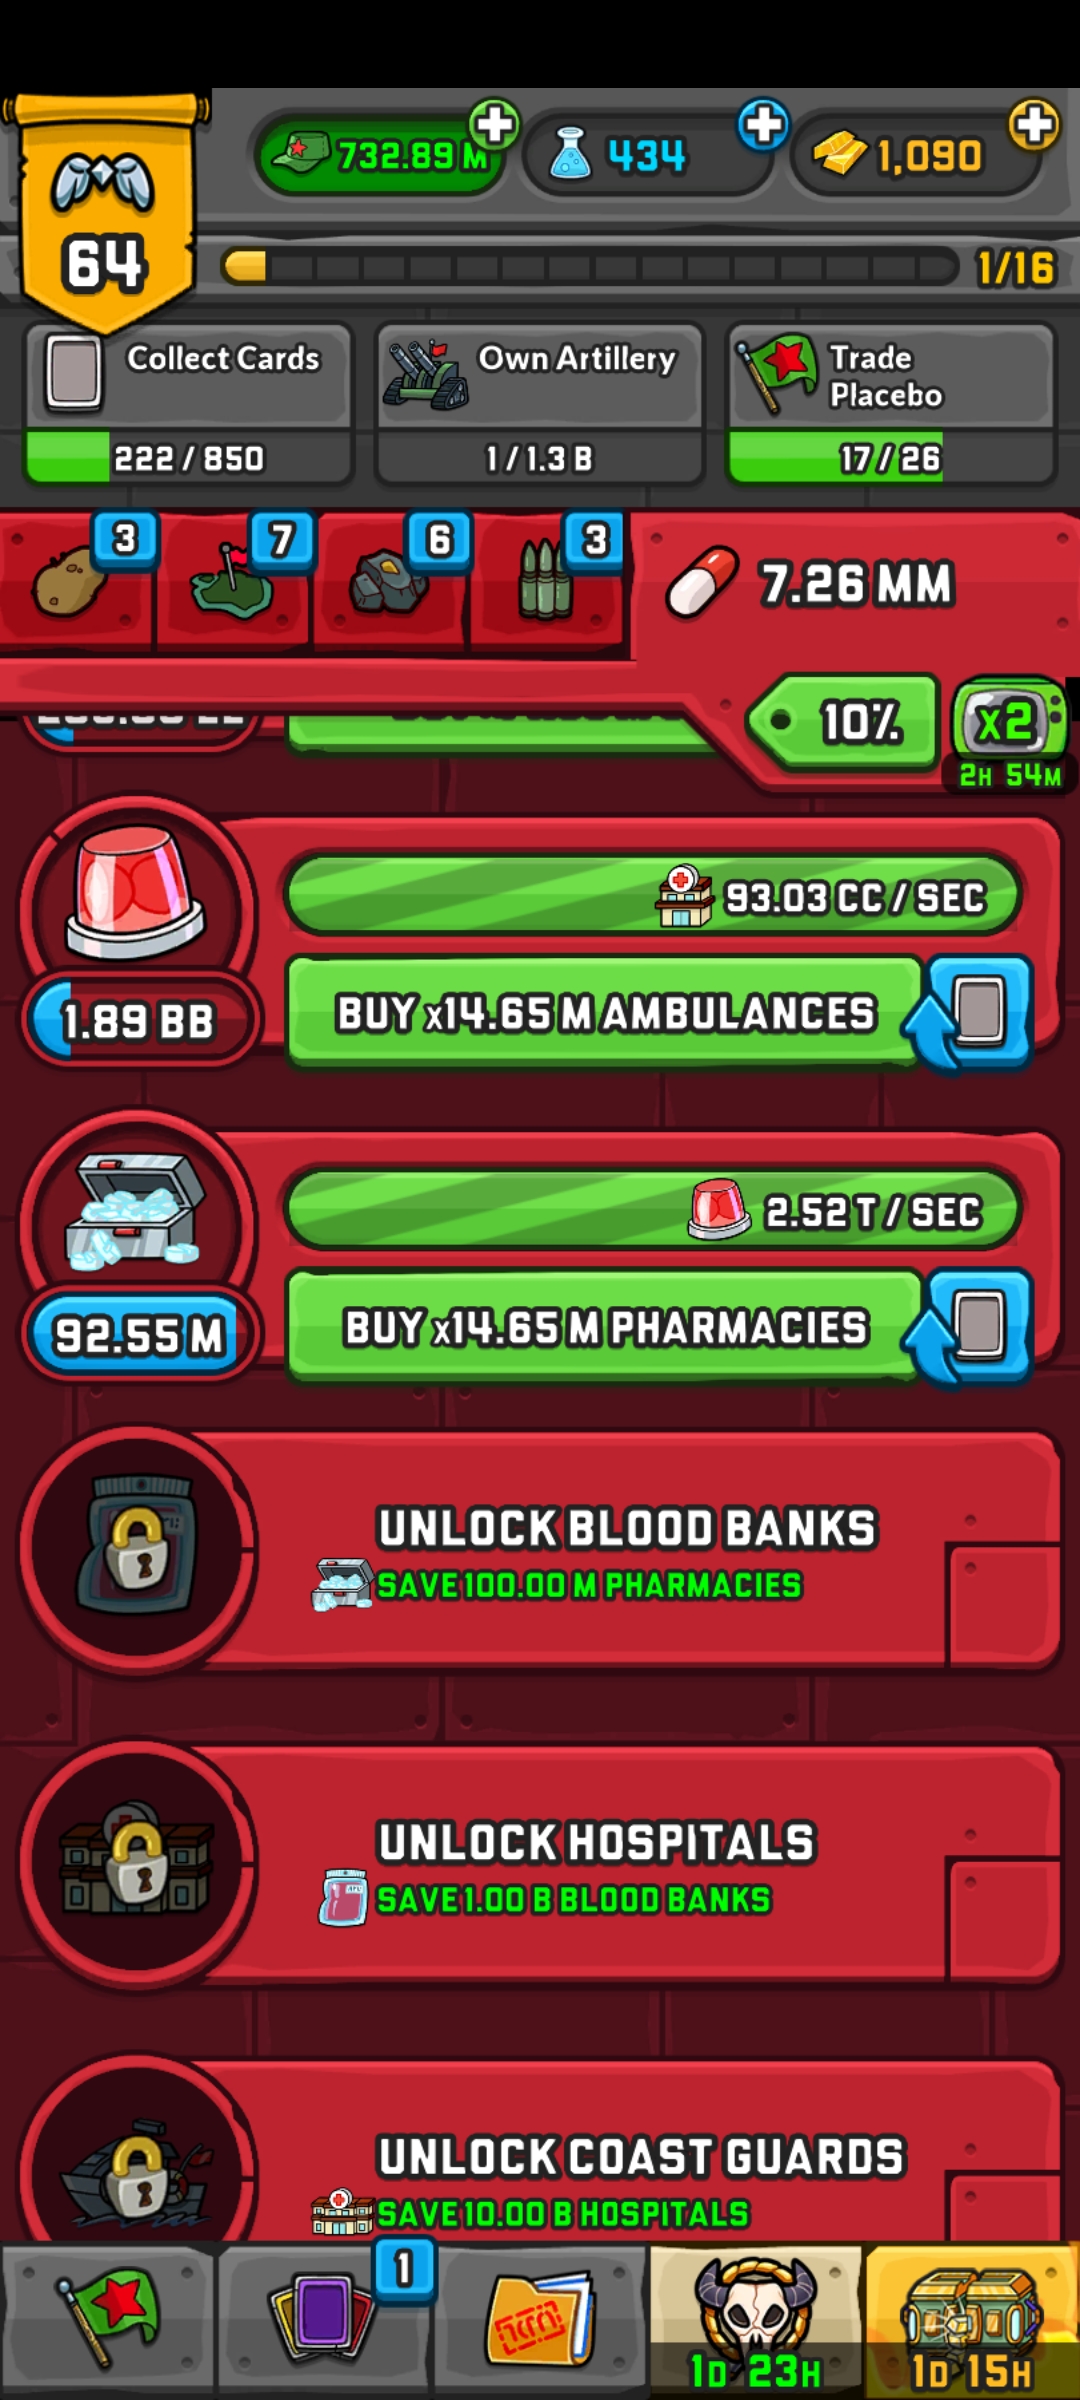 732.89 M
434
1,090
64
1/16
Collect Cards
222 / 850
Own Artillery
1 / 1.3 B
Trade
Placebo
17 / 26
3
7
6
3
7.26 MM
10%
X2
2H 54M
93.03 CC / SEC
1.89 BB
BUY x14.65 M AMBULANCES
2.52 T / SEC
92.55 M
BUY x14.65 M PHARMACIES
UNLOCK BLOOD BANKS
SAVE 100.00 M PHARMACIES
UNLOCK HOSPITALS
SAVE 1.00 B BLOOD BANKS
UNLOCK COAST GUARDS
SAVE 10.00 B HOSPITALS
1
1D 23H
1D 15H